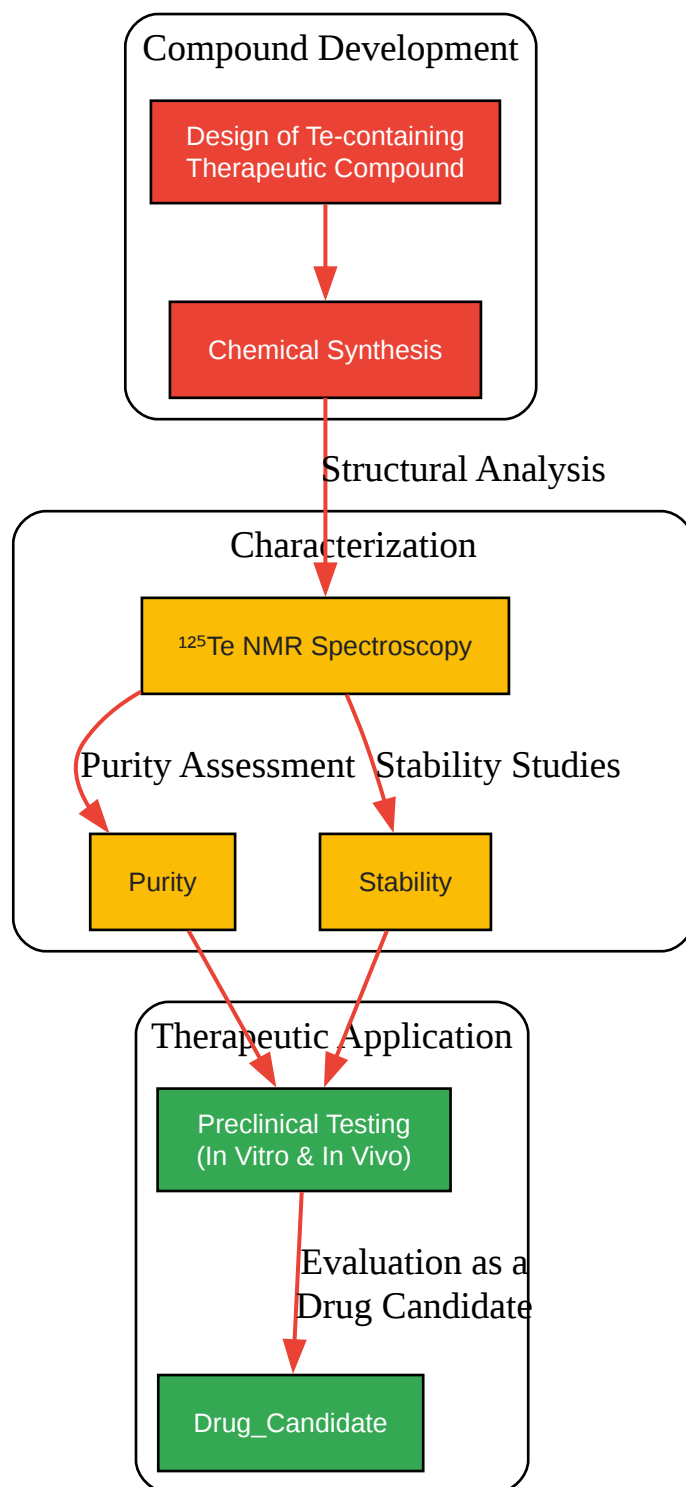 Compound Development
Design of Te-containing
Therapeutic Compound
Chemical Synthesis
Structural Analysis
Characterization
¹²⁵Te NMR Spectroscopy
Purity Assessment
Stability Studies
Purity
Stability
Therapeutic Application
Preclinical Testing
(In Vitro & In Vivo)
Evaluation as a
Drug Candidate
Drug_Candidate